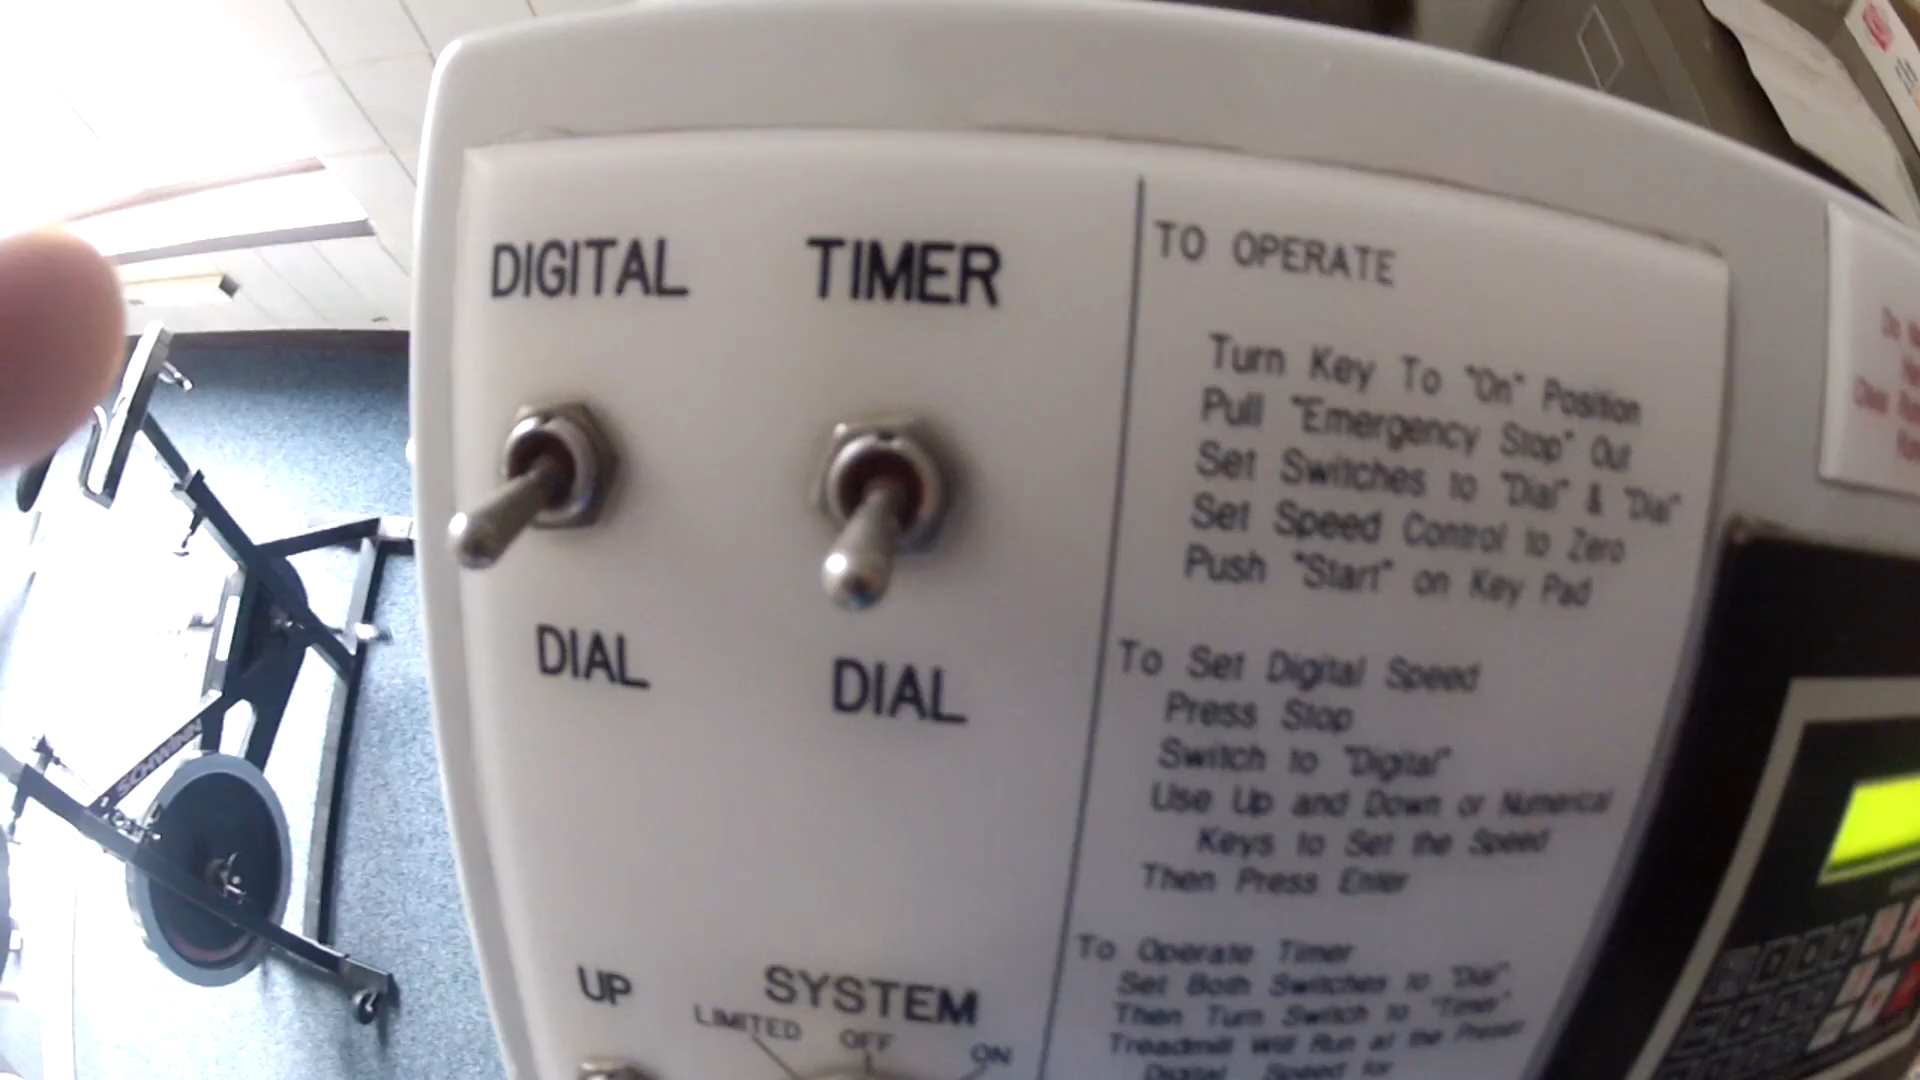 DIGITAL
TIMER
DIAL
DIAL
UP
SYSTEM
LIMITED
OFF
ON
TO OPERATE
Turn Key To "On" Position
Pull "Emergency Stop" Out
Set Switches to "Dial" & "Dial"
Set Speed Control to Zero
Push "Start" on Key Pad
To Set Digital Speed
Press Stop
Switch to "Digital"
Use Up and Down or Numerical
Keys to Set the Speed
Then Press Enter
To Operate Timer
Set Both Switches to "Dial"
Then Turn Switch to "Timer"
Treadmill Will Run at the Preset
Digital Speed for
SCHWINN